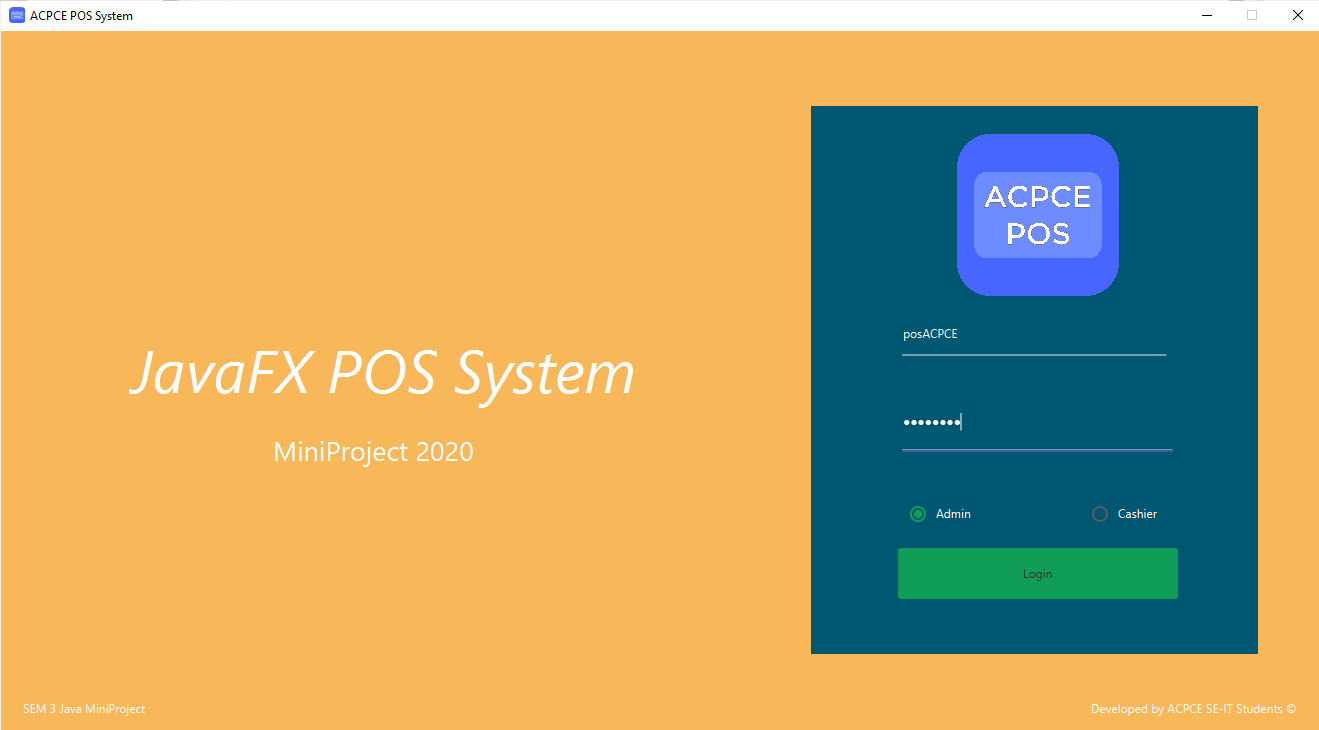 ACPCE POS System
ACPCE
POS
posACPCE
••••••••
JavaFX POS System
MiniProject 2020
Admin
Cashier
Login
SEM 3 Java MiniProject
Developed by ACPCE SE-IT Students ©